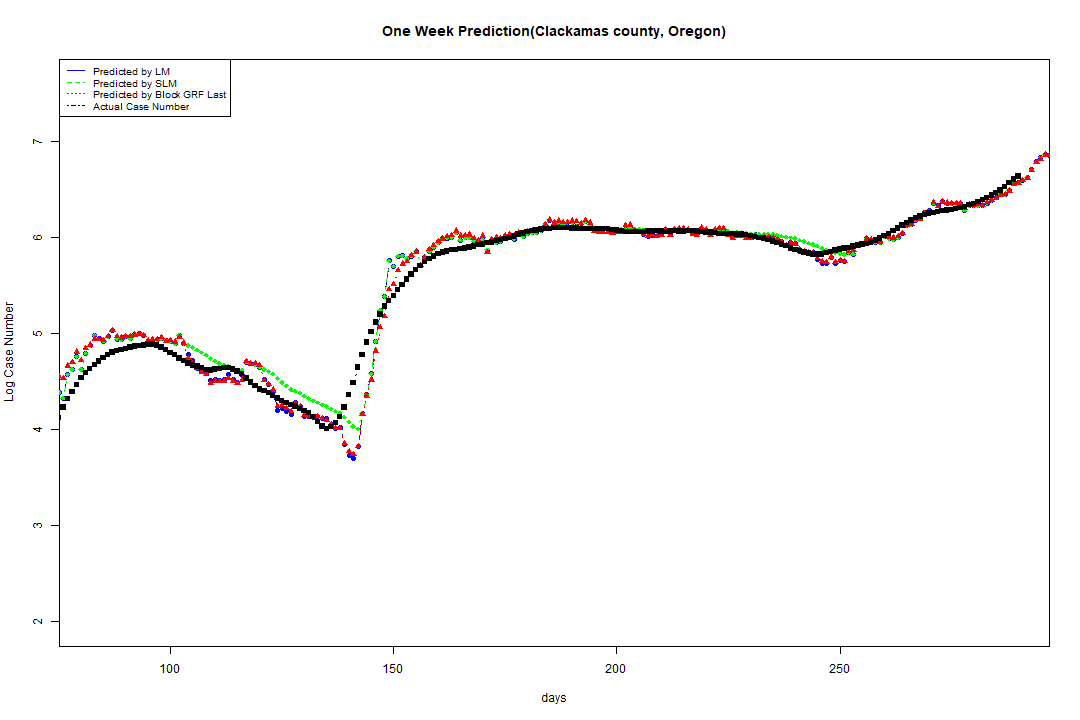 One Week Prediction(Clackamas county, Oregon)
Predicted by LM
Predicted by SLM
Predicted by Block GRF Last
Actual Case Number
7
6
5
4
3
2
Log Case Number
100 150 200 250
days